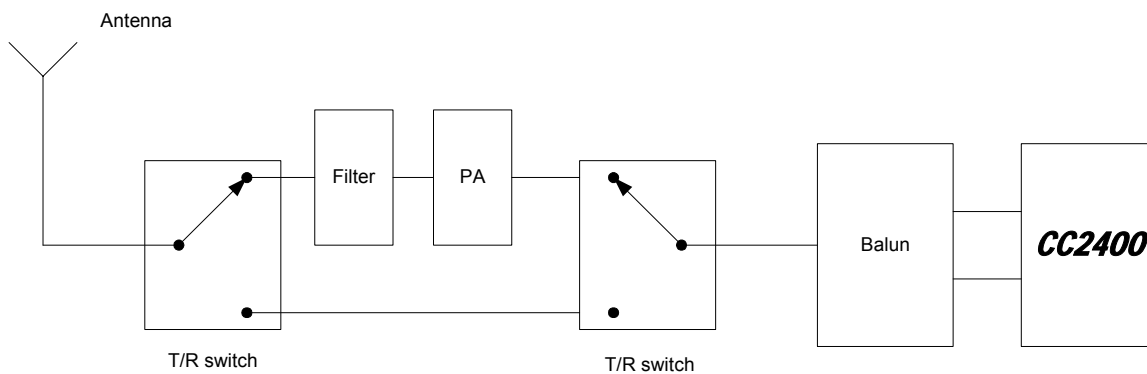 Antenna
Filter
PA
Balun
CC2400
T/R switch
T/R switch